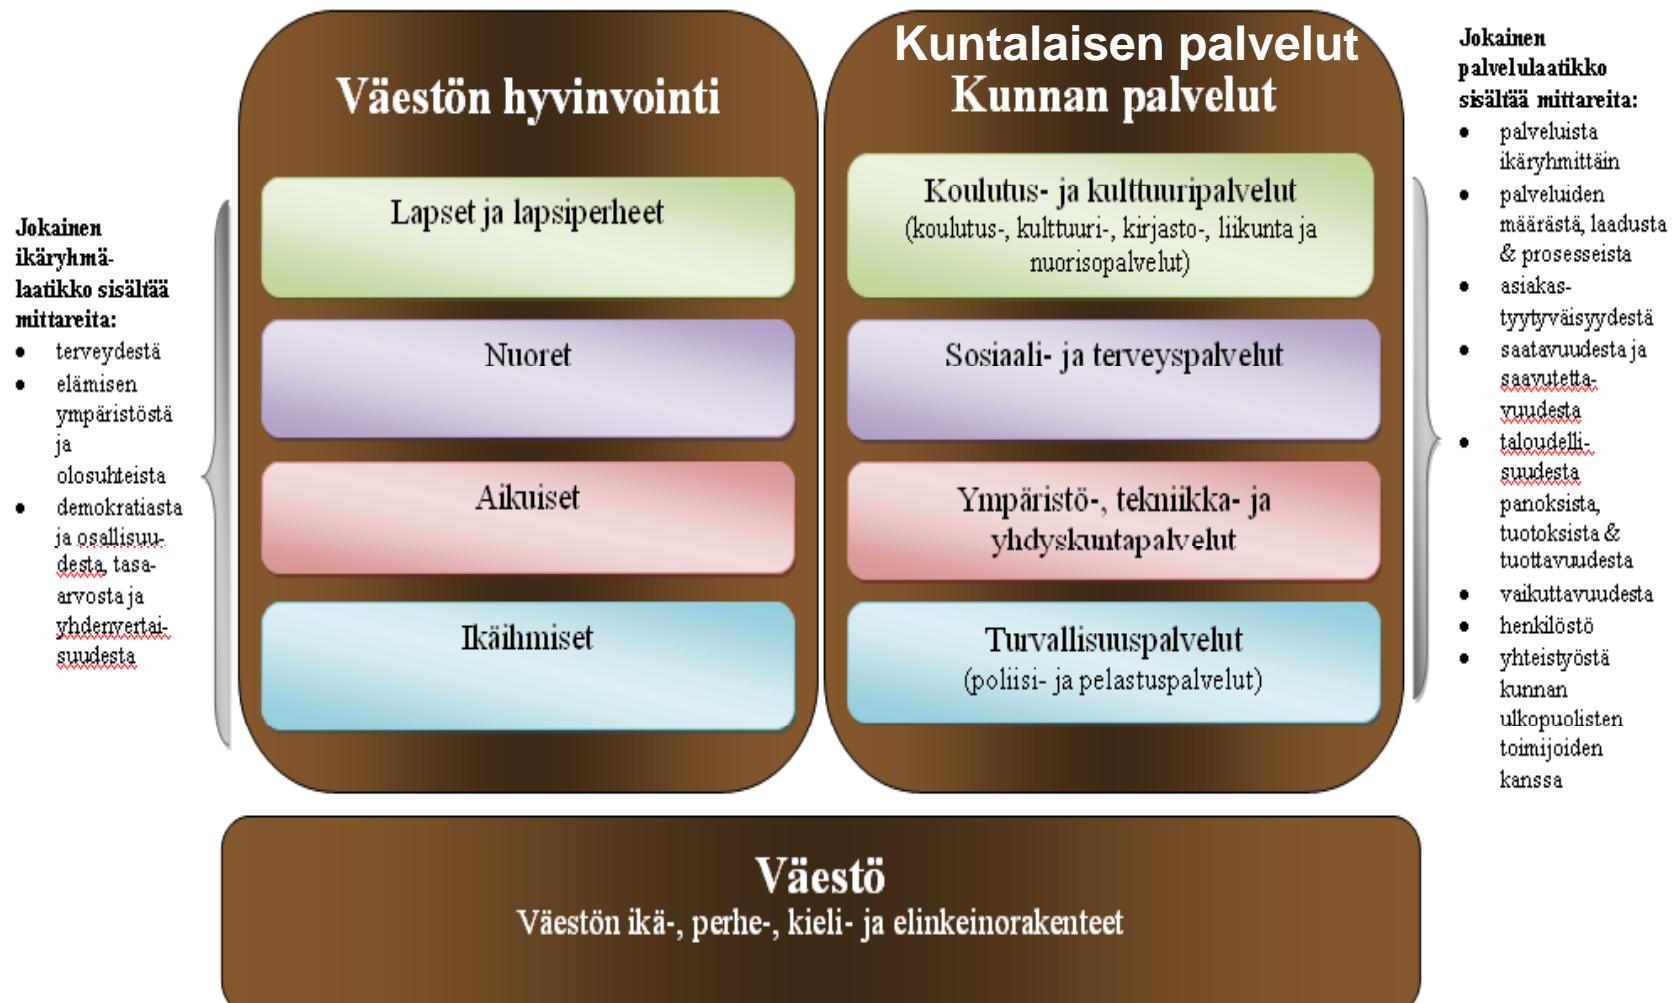 Jokainen
ikäryhmä-
laatikko sisältää
mittareita:
• terveydestä
• elämisen
ympäristöstä
ja
olosuhteista
• demokratiasta
ja osallisuu-
desta, tasa-
arvosta ja
yhdenvertai-
suudesta
Väestön hyvinvointi
Lapset ja lapsiperheet
Nuoret
Aikuiset
Ikäihmiset
Kuntalaisen palvelut
Kunnan palvelut
Koulutus- ja kulttuuripalvelut
(koulutus-, kulttuuri-, kirjasto-, liikunta ja
nuorisopalvelut)
Sosiaali- ja terveyspalvelut
Ympäristö-, tekniikka- ja
yhdyskuntapalvelut
Turvallisuuspalvelut
(poliisi- ja pelastuspalvelut)
Jokainen
palvelulaatikko
sisältää mittareita:
• palveluista
ikäryhmittäin
• palveluiden
määrästä, laadusta
& prosesseista
• asiakas-
tyytyväisyydestä
• saatavuudesta ja
saavutetta-
vuudesta
• taloudelli-
suudesta
panoksista,
tuotoksista &
tuottavuudesta
• vaikuttavuudesta
• henkilöstö
• yhteistyöstä
kunnan
ulkopuolisten
toimijoiden
kanssa
Väestö
Väestön ikä-, perhe-, kieli- ja elinkeinorakenteet